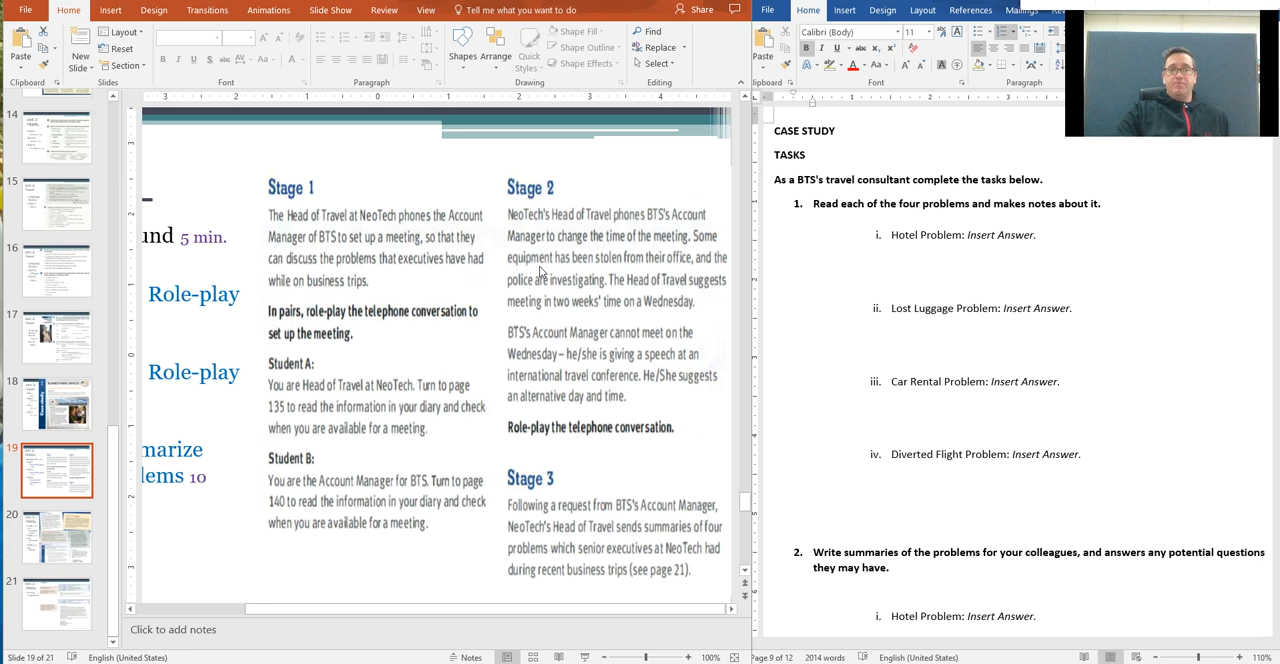 File
Home
Insert
Design
Transitions
Animations
Slide Show
Review
View
Tell me what you want to do
Share
Paste
Clipboard
New
Slide
Layout
Reset
Section
Slides
Font
Paragraph
Shapes
Arrange
Quick
Styles
Shape Fill
Shape Outline
Shape Effects
Drawing
Find
Replace
Select
Editing
14
15
16
17
18
19
20
21
und 5 min.
Role-play
Role-play
marize
lems 10
Stage 1
The Head of Travel at NeoTech phones the Account
Manager of BTS to set up a meeting, so that they
can discuss the problems that executives have had
while on business trips.
In pairs, role-play the telephone conversation to
set up the meeting.
Student A:
You are Head of Travel at NeoTech. Turn to page
135 to read the information in your diary and check
when you are available for a meeting.
Student B:
You are the Account Manager for BTS. Turn to page
140 to read the information in your diary and check
when you are available for a meeting.
Stage 2
NeoTech's Head of Travel phones BTS's Account
Manager to change the time of the meeting. Some
equipment has been stolen from their office, and the
police are investigating. The Head of Travel suggests
meeting in two weeks' time on a Wednesday.
BTS's Account Manager cannot meet on the
Wednesday – he/she is giving a speech at an
international travel conference. He/She suggests
an alternative day and time.
Role-play the telephone conversation.
Stage 3
Following a request from BTS's Account Manager,
NeoTech's Head of Travel sends summaries of four
problems which senior executives at NeoTech had
during recent business trips (see page 21).
Click to add notes
Slide 19 of 21
English (United States)
Notes
100%
File
Home
Insert
Draw
Design
Layout
References
Mailings
Paste
Clipboard
Calibri (Body)
11
Font
Paragraph
CASE STUDY
TASKS
As a BTS's travel consultant complete the tasks below.
1. Read each of the four problems and makes notes about it.
i. Hotel Problem: Insert Answer.
ii. Lost Luggage Problem: Insert Answer.
iii. Car Rental Problem: Insert Answer.
iv. Diverted Flight Problem: Insert Answer.
2. Write summaries of the problems for your colleagues, and answers any potential questions
they may have.
i. Hotel Problem: Insert Answer.
Page 9 of 12
2014 words
English (United States)
110%